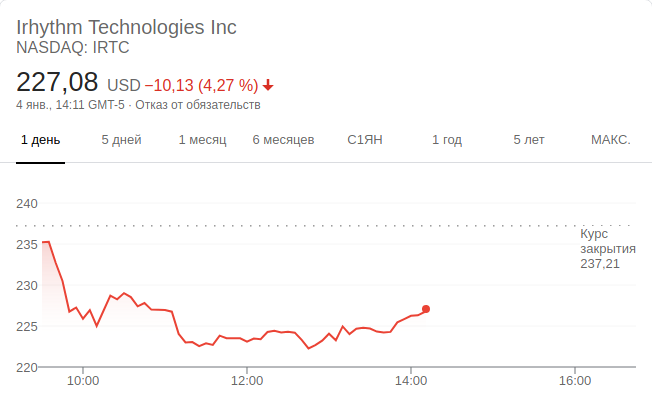 Irhythm Technologies Inc
NASDAQ: IRTC
227,08 USD −10,13 (4,27 %)
4 янв., 14:11 GMT-5 · Отказ от обязательств
1 день 5 дней 1 месяц 6 месяцев С1ЯН 1 год 5 лет МАКС.
240
Курс
закрытия
237,21
235
230
225
220
10:00 12:00 14:00 16:00